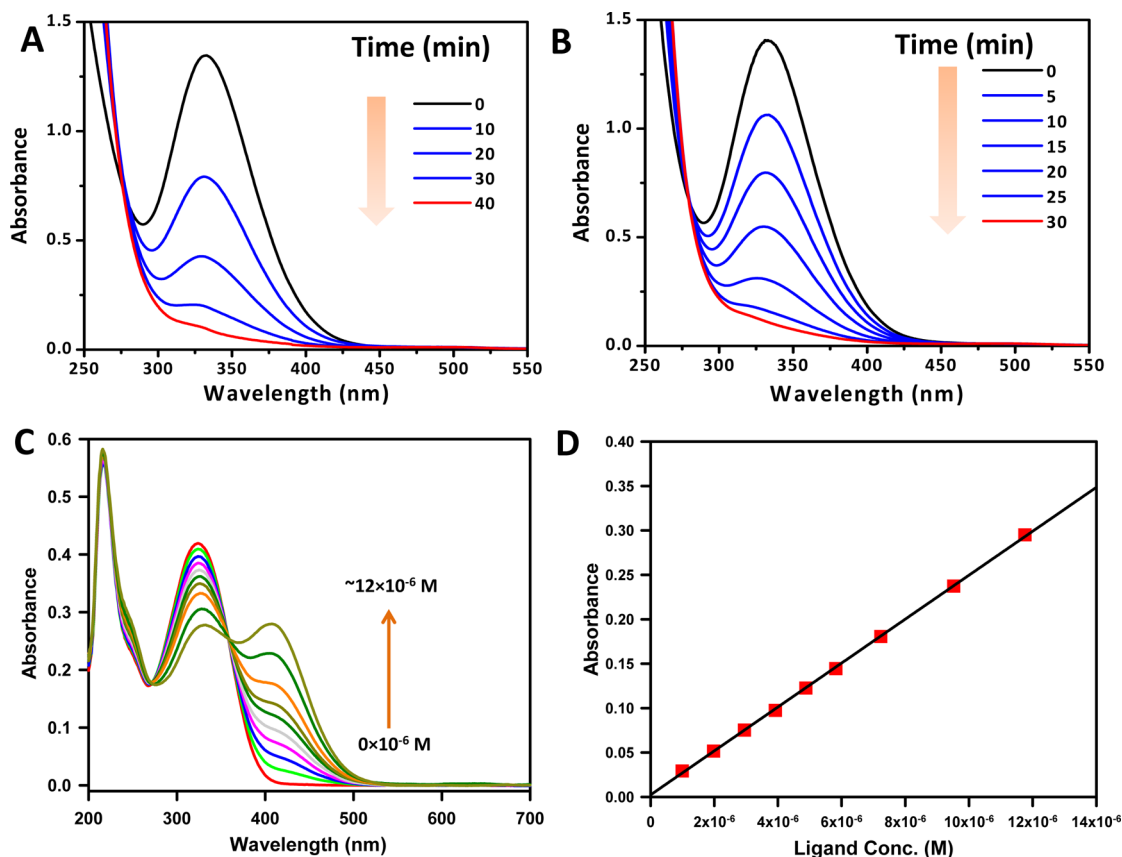 A
Time (min)
0
10
20
30
40
1.5
1.0
0.5
0.0
Absorbance
250 300 350 400 450 500 550
Wavelength (nm)
B
Time (min)
0
5
10
15
20
25
30
1.5
1.0
0.5
0.0
Absorbance
250 300 350 400 450 500 550
Wavelength (nm)
C
0.6
0.5
0.4
0.3
0.2
0.1
0.0
Absorbance
~12×10⁻⁶ M
0×10⁻⁶ M
200 300 400 500 600 700
Wavelength (nm)
D
0.40
0.35
0.30
0.25
0.20
0.15
0.10
0.05
0.00
Absorbance
0 2x10⁻⁶ 4x10⁻⁶ 6x10⁻⁶ 8x10⁻⁶ 10x10⁻⁶ 12x10⁻⁶ 14x10⁻⁶
Ligand Conc. (M)